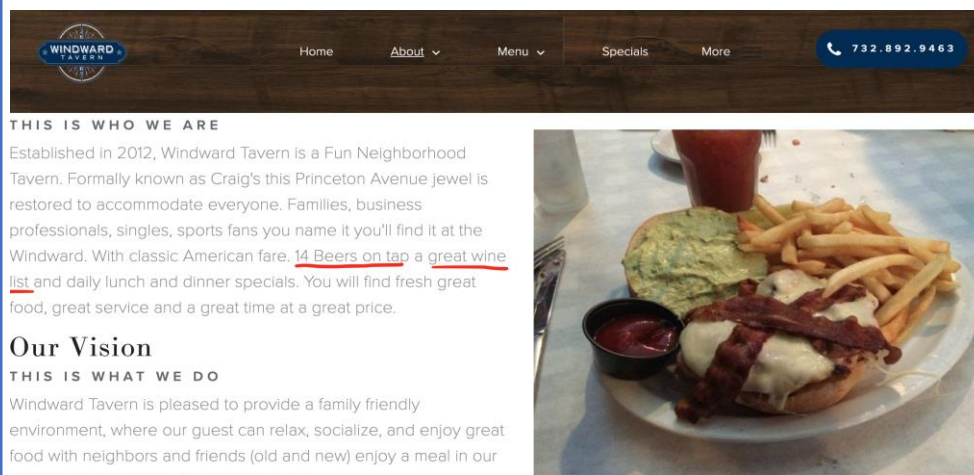 WINDWARD
TAVERN
Home
About
Menu
Specials
More
732.892.9463
THIS IS WHO WE ARE
Established in 2012, Windward Tavern is a Fun Neighborhood
Tavern. Formally known as Craig's this Princeton Avenue jewel is
restored to accommodate everyone. Families, business
professionals, singles, sports fans you name it you'll find it at the
Windward. With classic American fare. 14 Beers on tap a great wine
list and daily lunch and dinner specials. You will find fresh great
food, great service and a great time at a great price.
Our Vision
THIS IS WHAT WE DO
Windward Tavern is pleased to provide a family friendly
environment, where our guest can relax, socialize, and enjoy great
food with neighbors and friends (old and new) enjoy a meal in our